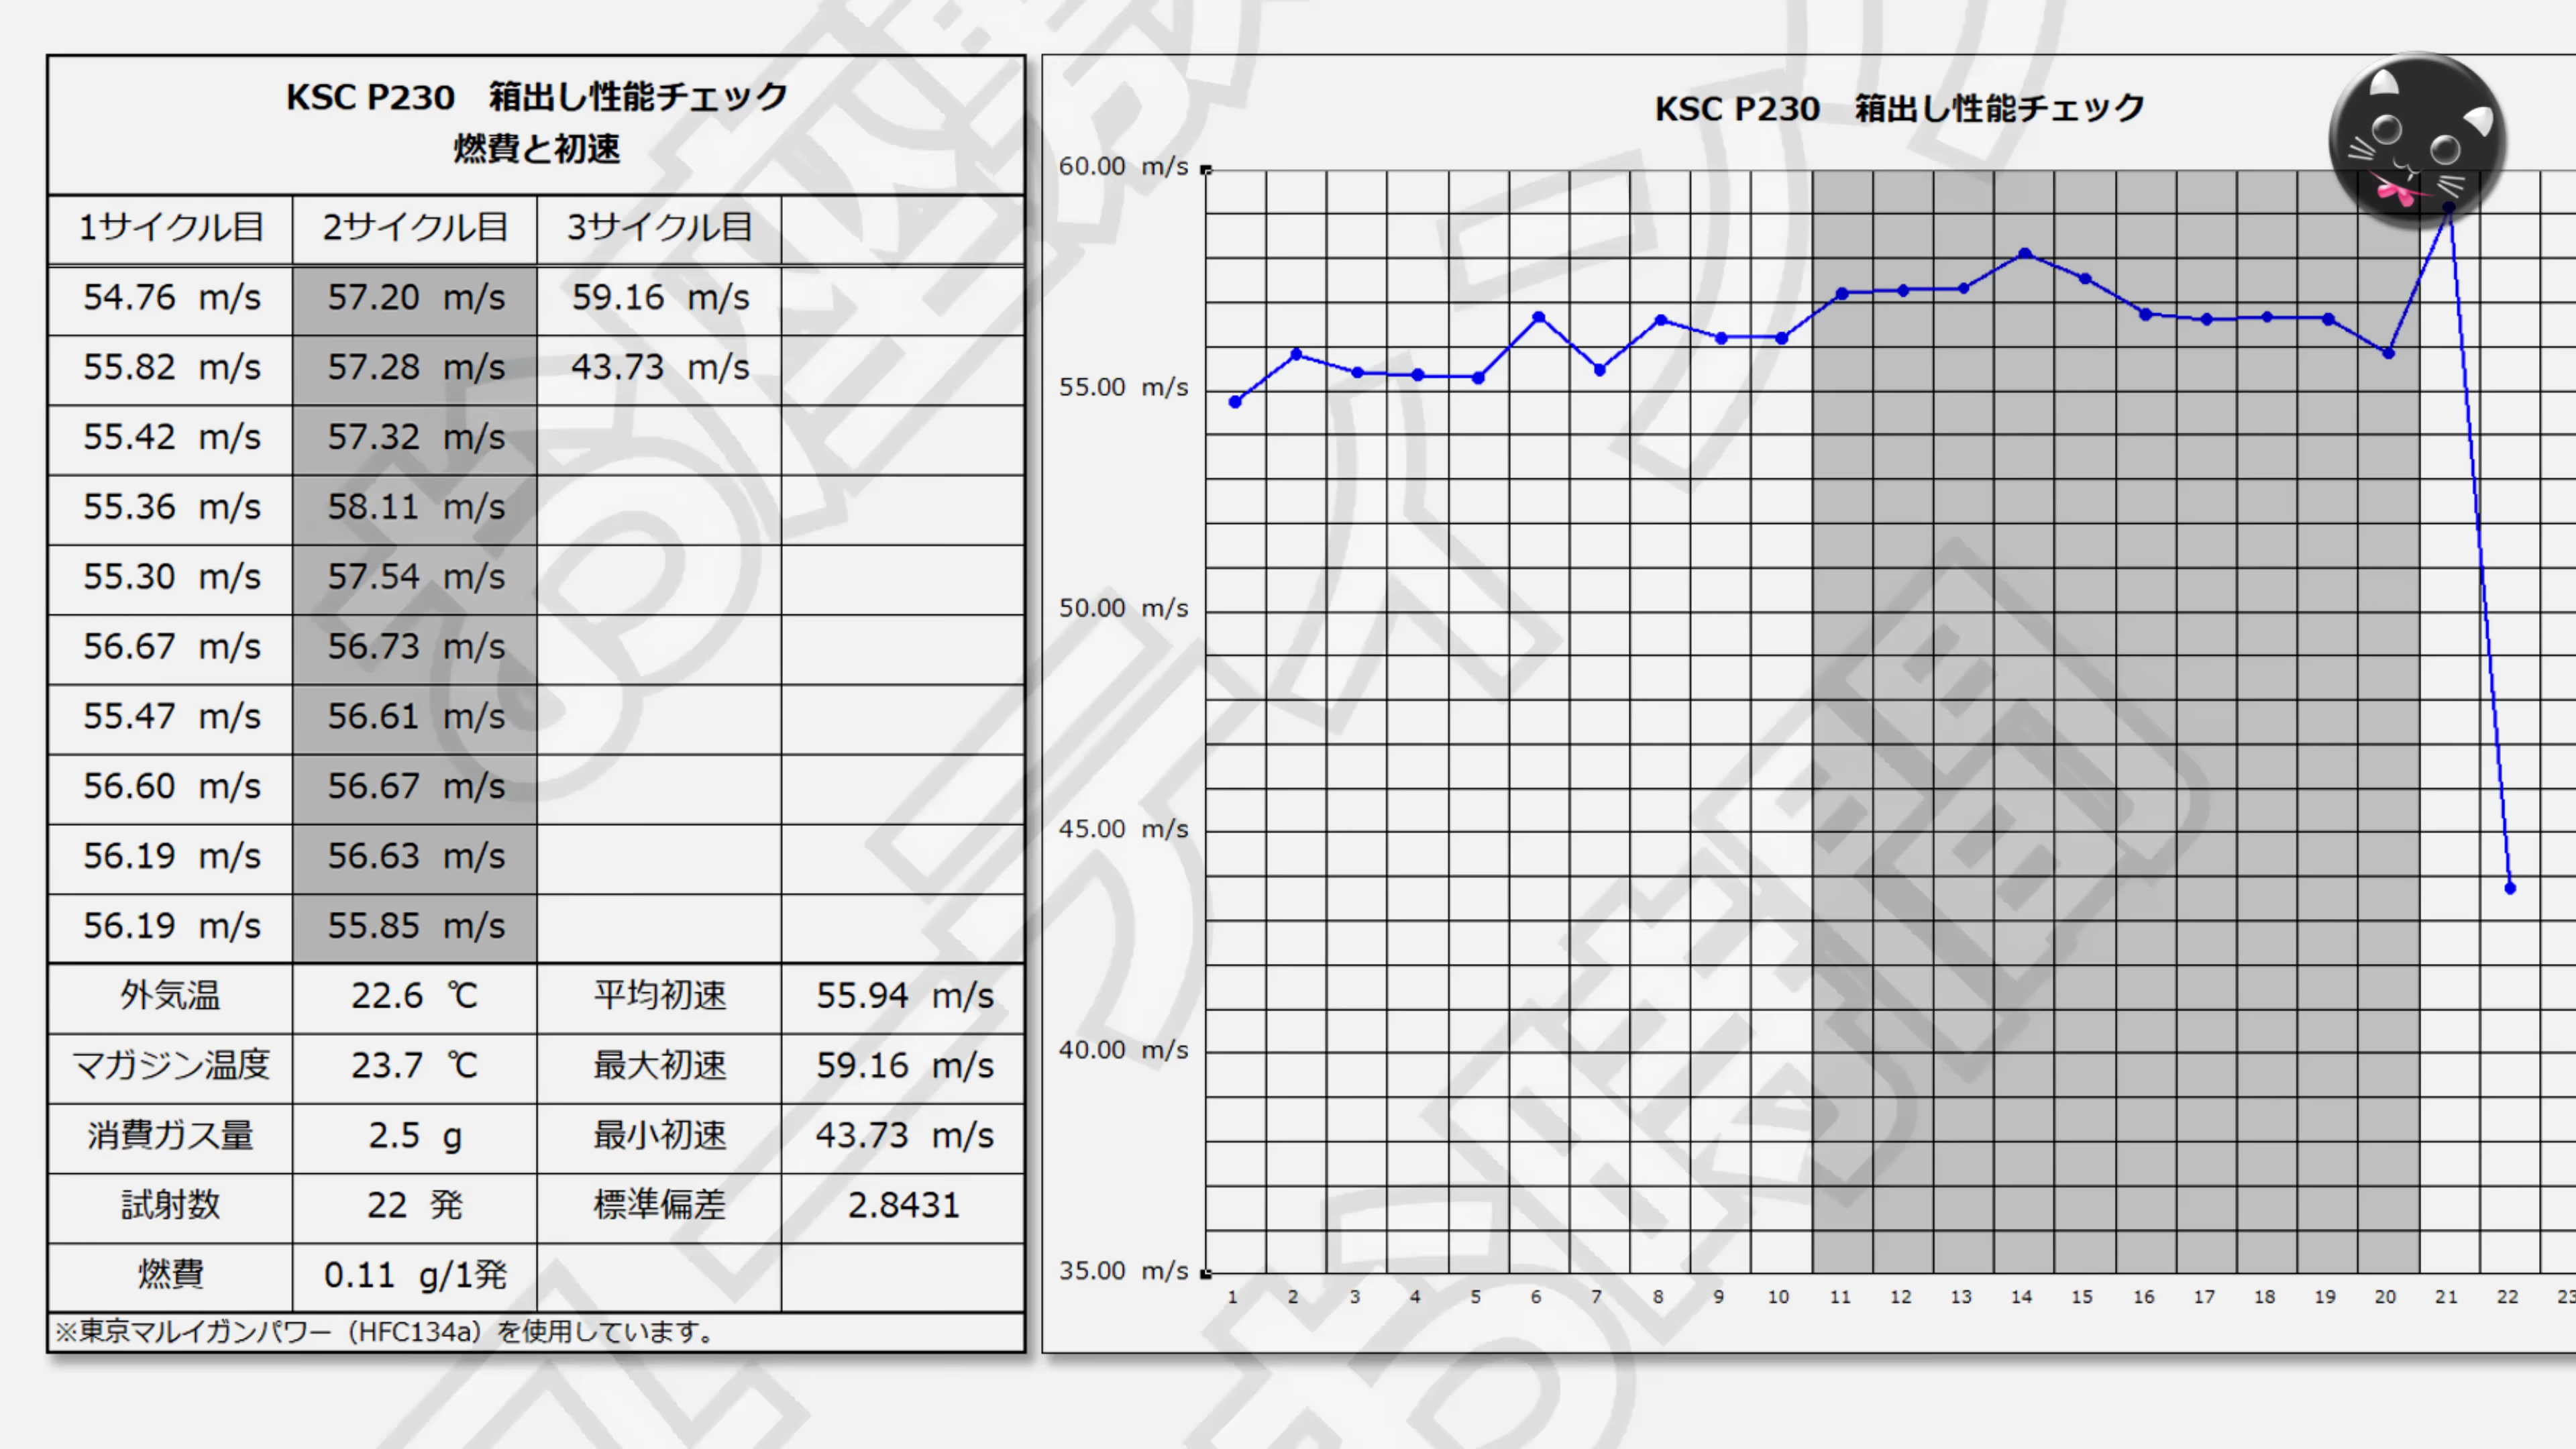 KSC P230　箱出し性能チェック
燃費と初速
1サイクル目 2サイクル目 3サイクル目
54.76 m/s 57.20 m/s 59.16 m/s
55.82 m/s 57.28 m/s 43.73 m/s
55.42 m/s 57.32 m/s
55.36 m/s 58.11 m/s
55.30 m/s 57.54 m/s
56.67 m/s 56.73 m/s
55.47 m/s 56.61 m/s
56.60 m/s 56.67 m/s
56.19 m/s 56.63 m/s
56.19 m/s 55.85 m/s
外気温 22.6 ℃ 平均初速 55.94 m/s
マガジン温度 23.7 ℃ 最大初速 59.16 m/s
消費ガス量 2.5 g 最小初速 43.73 m/s
試射数 22 発 標準偏差 2.8431
燃費 0.11 g/1発
※東京マルイガンパワー（HFC134a）を使用しています。
KSC P230　箱出し性能チェック
60.00 m/s
55.00 m/s
50.00 m/s
45.00 m/s
40.00 m/s
35.00 m/s
1 2 3 4 5 6 7 8 9 10 11 12 13 14 15 16 17 18 19 20 21 22 23